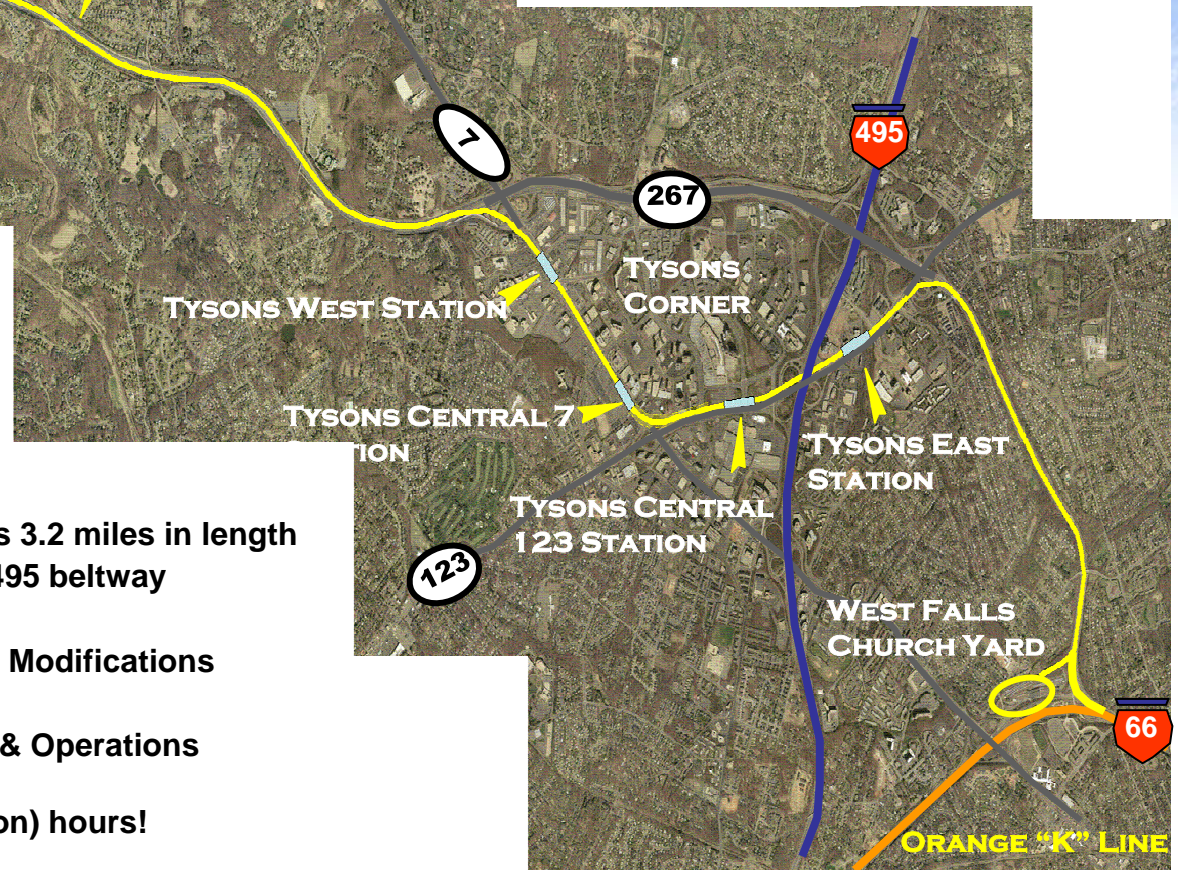 495
7
267
TYSONS
CORNER
TYSONS WEST STATION
TYSONS CENTRAL 7
TION
TYSONS EAST
STATION
TYSONS CENTRAL
123 STATION
s 3.2 miles in length
495 beltway
123
WEST FALLS
CHURCH YARD
Modifications
66
& Operations
on) hours!
ORANGE “K” LINE